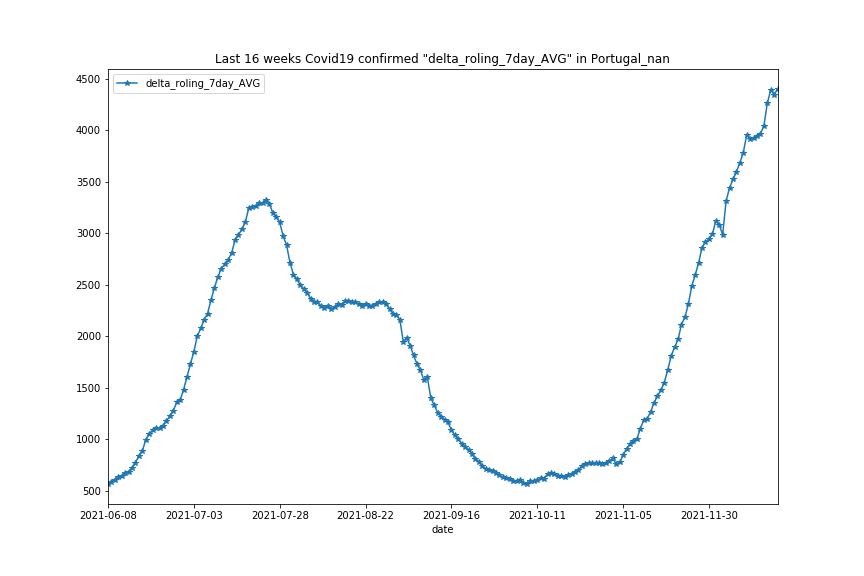 Last 16 weeks Covid19 confirmed "delta_roling_7day_AVG" in Portugal_nan
delta_roling_7day_AVG
4500
4000
3500
3000
2500
2000
1500
1000
500
2021-06-08 2021-07-03 2021-07-28 2021-08-22 2021-09-16 2021-10-11 2021-11-05 2021-11-30
date